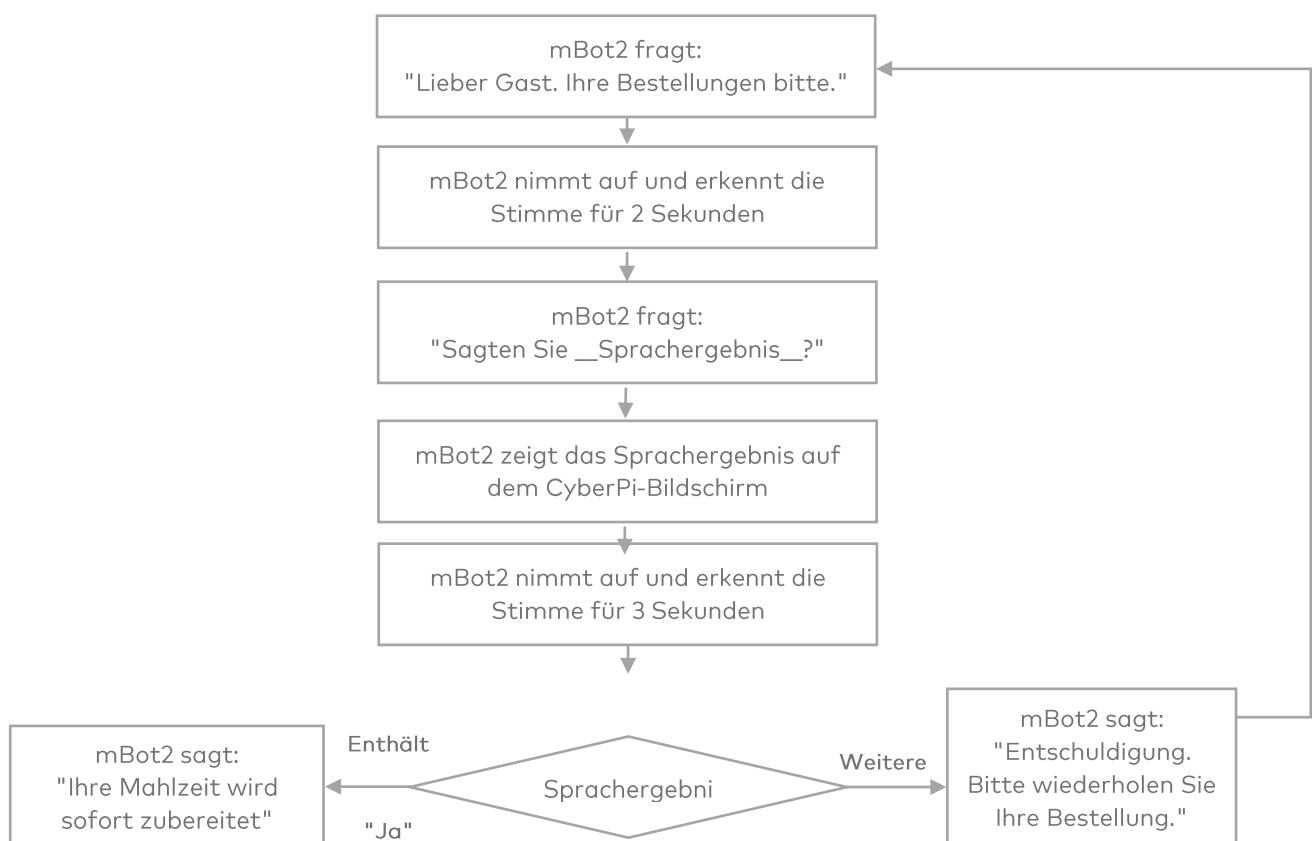 mBot2 fragt:
"Lieber Gast. Ihre Bestellungen bitte."
mBot2 nimmt auf und erkennt die
Stimme für 2 Sekunden
mBot2 fragt:
"Sagten Sie __Sprachergebnis__?"
mBot2 zeigt das Sprachergebnis auf
dem CyberPi-Bildschirm
mBot2 nimmt auf und erkennt die
Stimme für 3 Sekunden
mBot2 sagt:
"Ihre Mahlzeit wird
sofort zubereitet"
Enthält
"Ja"
Sprachergebni
Weitere
mBot2 sagt:
"Entschuldigung.
Bitte wiederholen Sie
Ihre Bestellung."